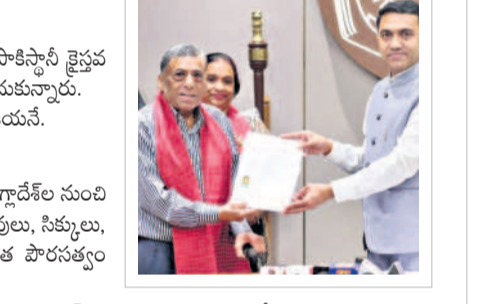 పాకిస్థానీ క్రైస్తవ
కున్నారు.
యనే.
గ్లాదేశ్‌ల నుంచి
వులు, సిక్కులు,
త పౌరసత్వం